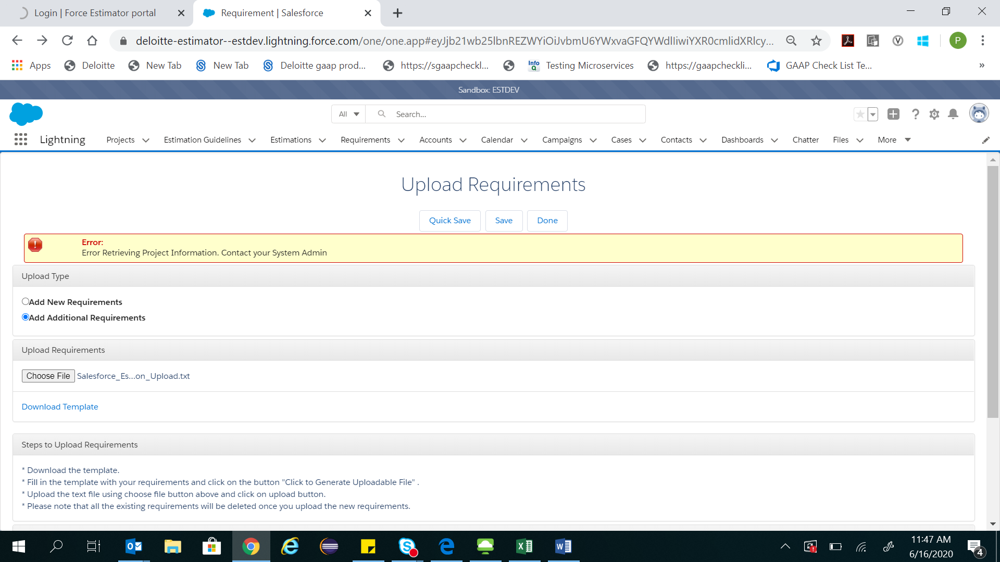 Login | Force Estimator portal
Requirement | Salesforce
deloitte-estimator--estdev.lightning.force.com/one/one.app#
Apps
Deloitte
New Tab
New Tab
Deloitte gaap prod...
https://sgaapcheckl...
Info
Q
Testing Microservices
https://gaapcheckli...
GAAP Check List Te...
»
P
Sandbox: ESTDEV
All
Search...
Lightning
Projects
Estimation Guidelines
Estimations
Requirements
Accounts
Calendar
Campaigns
Cases
Contacts
Dashboards
Chatter
Files
More
Upload Requirements
Quick Save
Save
Done
Error:
Error Retrieving Project Information. Contact your System Admin
Upload Type
Add New Requirements
Add Additional Requirements
Upload Requirements
Choose File Salesforce_Es...on_Upload.txt
Download Template
Steps to Upload Requirements
* Download the template.
* Fill in the template with your requirements and click on the button "Click to Generate Uploadable File" .
* Upload the text file using choose file button above and click on upload button.
* Please note that all the existing requirements will be deleted once you upload the new requirements.
11:47 AM
6/16/2020
4